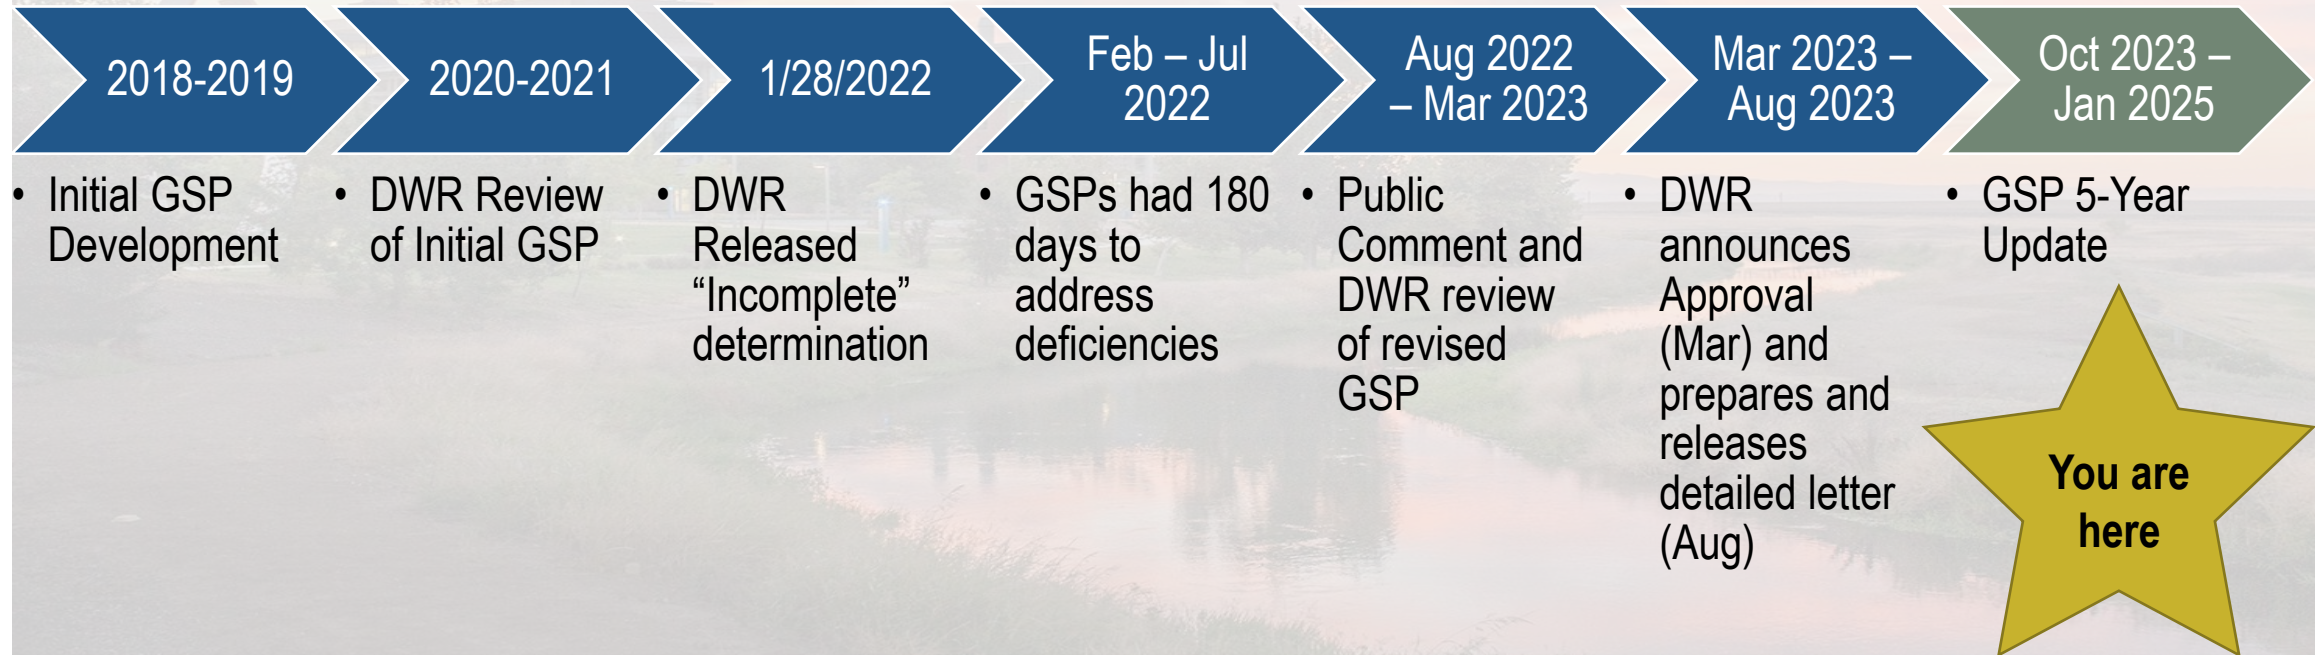 2018-2019
2020-2021
1/28/2022
Feb – Jul
2022
Aug 2022
– Mar 2023
Mar 2023 –
Aug 2023
Oct 2023 –
Jan 2025
• Initial GSP
Development
• DWR Review
of Initial GSP
• DWR
Released
“Incomplete”
determination
• GSPs had 180
days to
address
deficiencies
• Public
Comment and
DWR review
of revised
GSP
• DWR
announces
Approval
(Mar) and
prepares and
releases
detailed letter
(Aug)
• GSP 5-Year
Update
You are
here